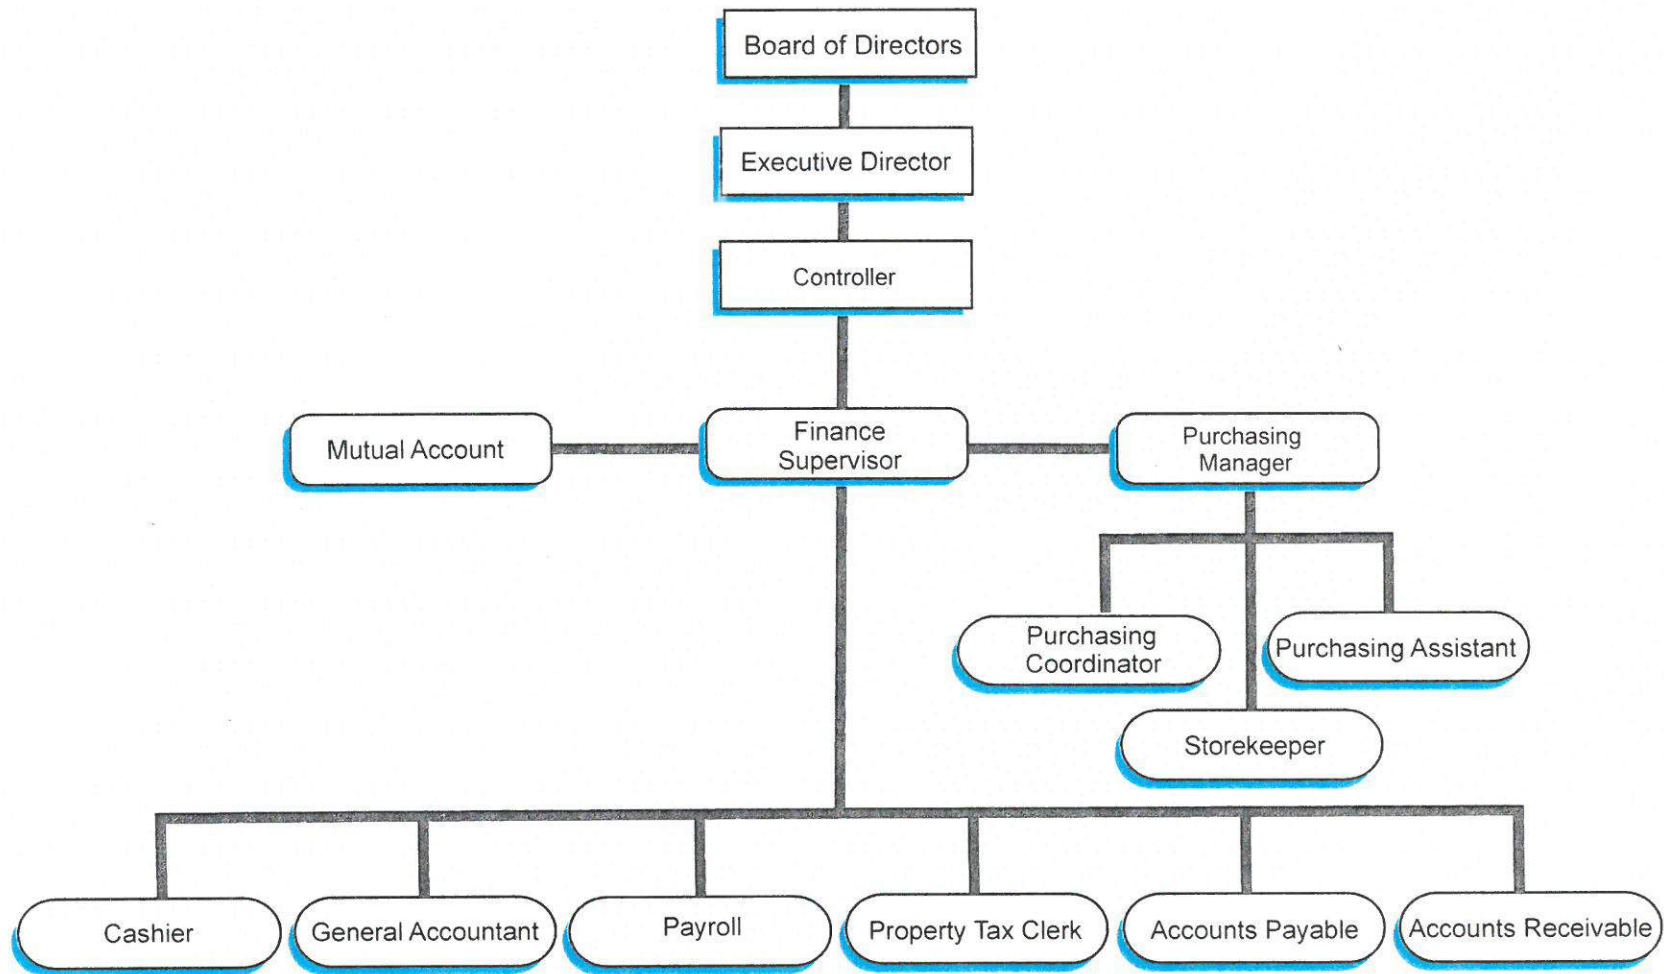 Board of Directors
Executive Director
Controller
Mutual Account
Finance
Supervisor
Purchasing
Manager
Purchasing
Coordinator
Purchasing Assistant
Storekeeper
Cashier
General Accountant
Payroll
Property Tax Clerk
Accounts Payable
Accounts Receivable